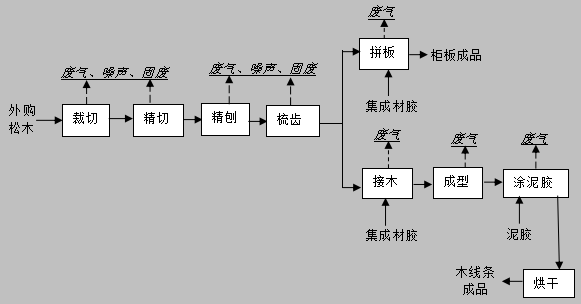 废气
废气、噪声、固废
废气、噪声、固废
拼板
柜板成品
外购
松木
裁切
精切
精刨
梳齿
集成材胶
废气
废气
废气
接木
成型
涂泥胶
集成材胶
泥胶
木线条
成品
烘干